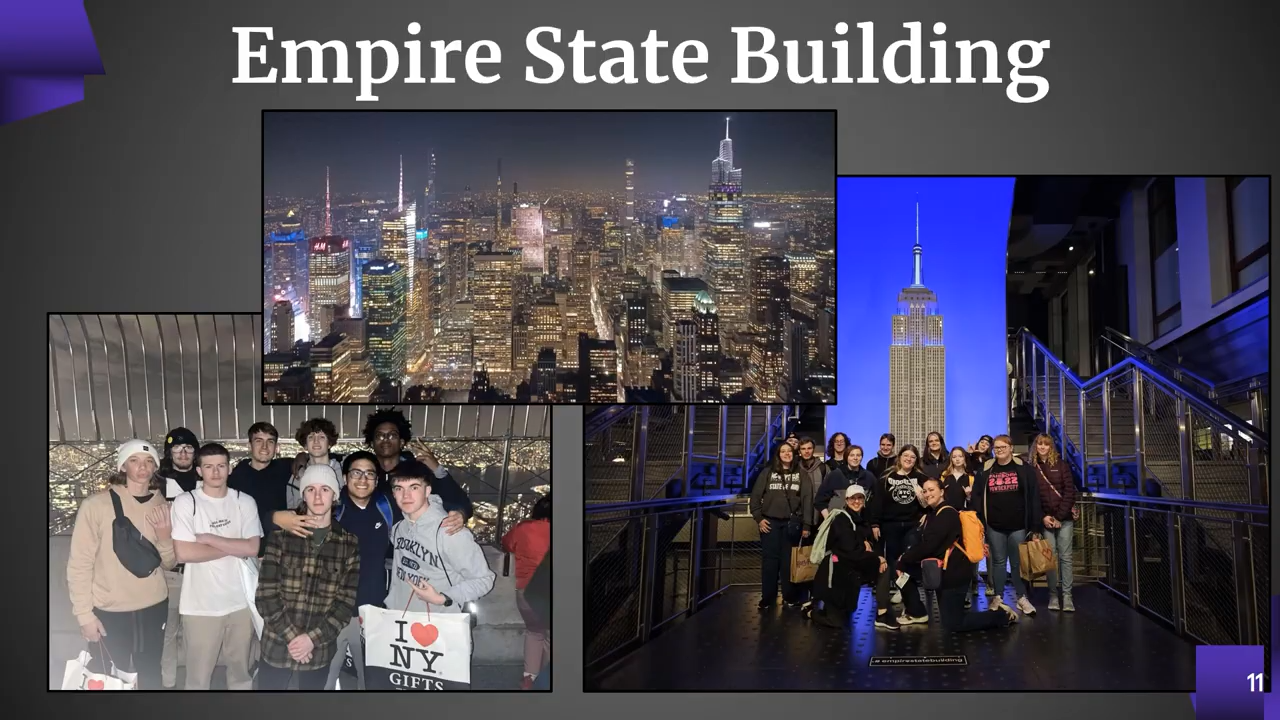 Empire State Building
H&M
BROOKLYN
NEW YORK
I ❤
NY
GIFTS
I ❤
2022
#empirestatebuilding
11